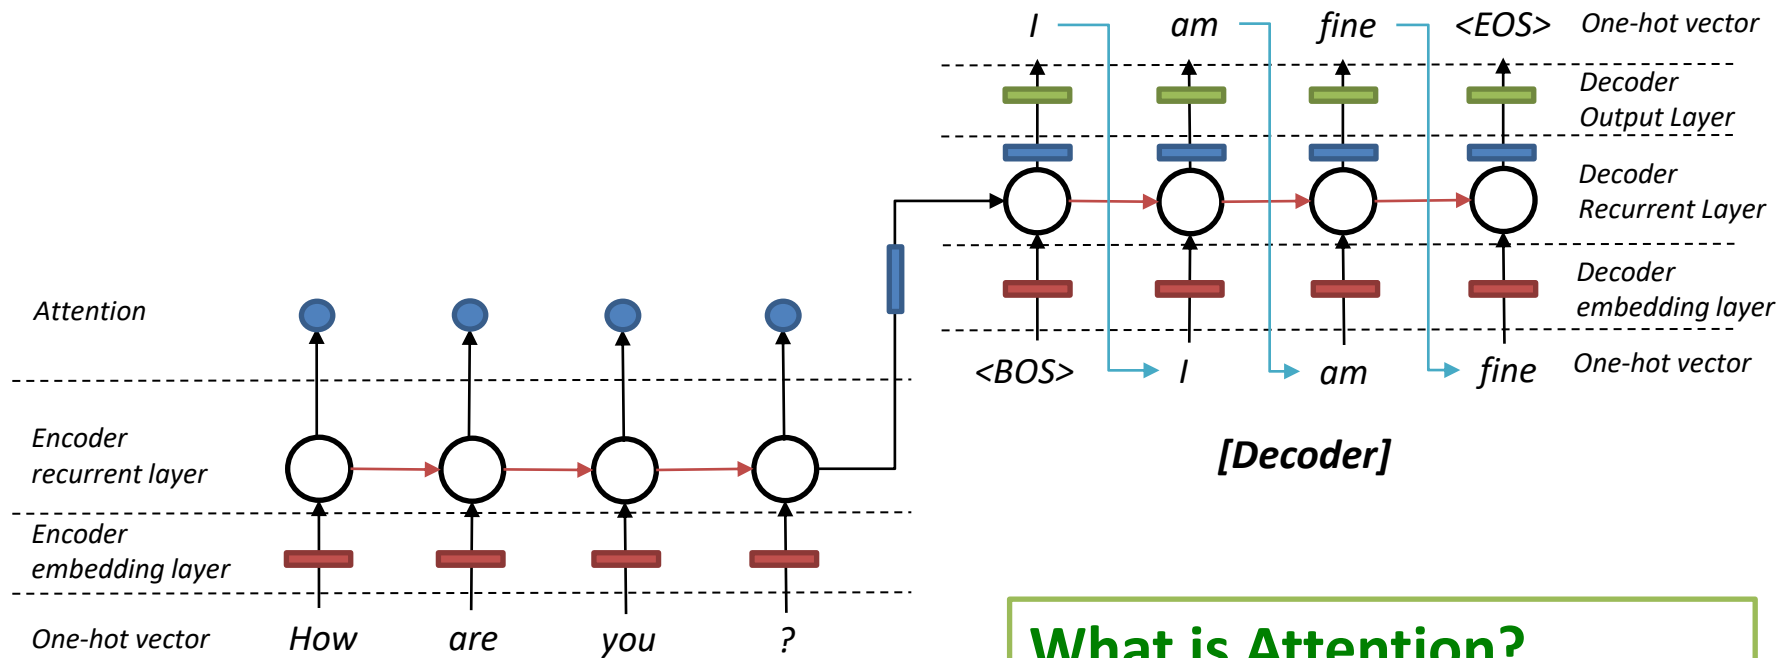 I am fine <EOS> One-hot vector
Decoder
Output Layer
Decoder
Recurrent Layer
Decoder
embedding layer
<BOS> I am fine One-hot vector
[Decoder]
Attention
Encoder
recurrent layer
Encoder
embedding layer
One-hot vector How are you ?
What is Attention?